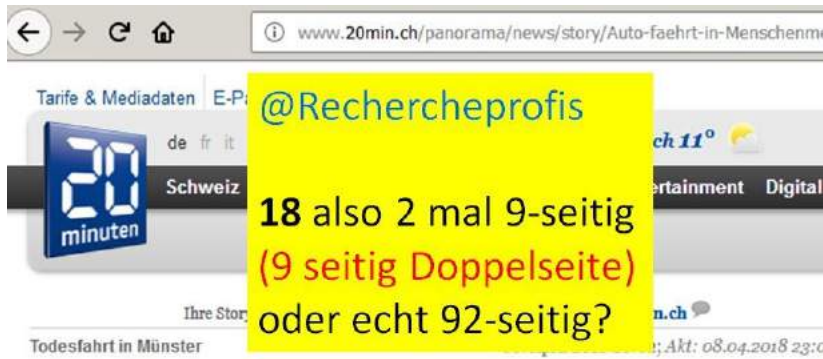 www.20min.ch/panorama/news/story/Auto-faehrt-in-Menschenme
Tarife & Mediadaten E-Pa
@Rechercheprofis
de fr it
ch 11°
20
minuten
Schweiz
ertainment Digital
18 also 2 mal 9-seitig
(9 seitig Doppelseite)
oder echt 92-seitig?
Ihre Story
n.ch
Todesfahrt in Münster
; Akt: 08.04.2018 23:0